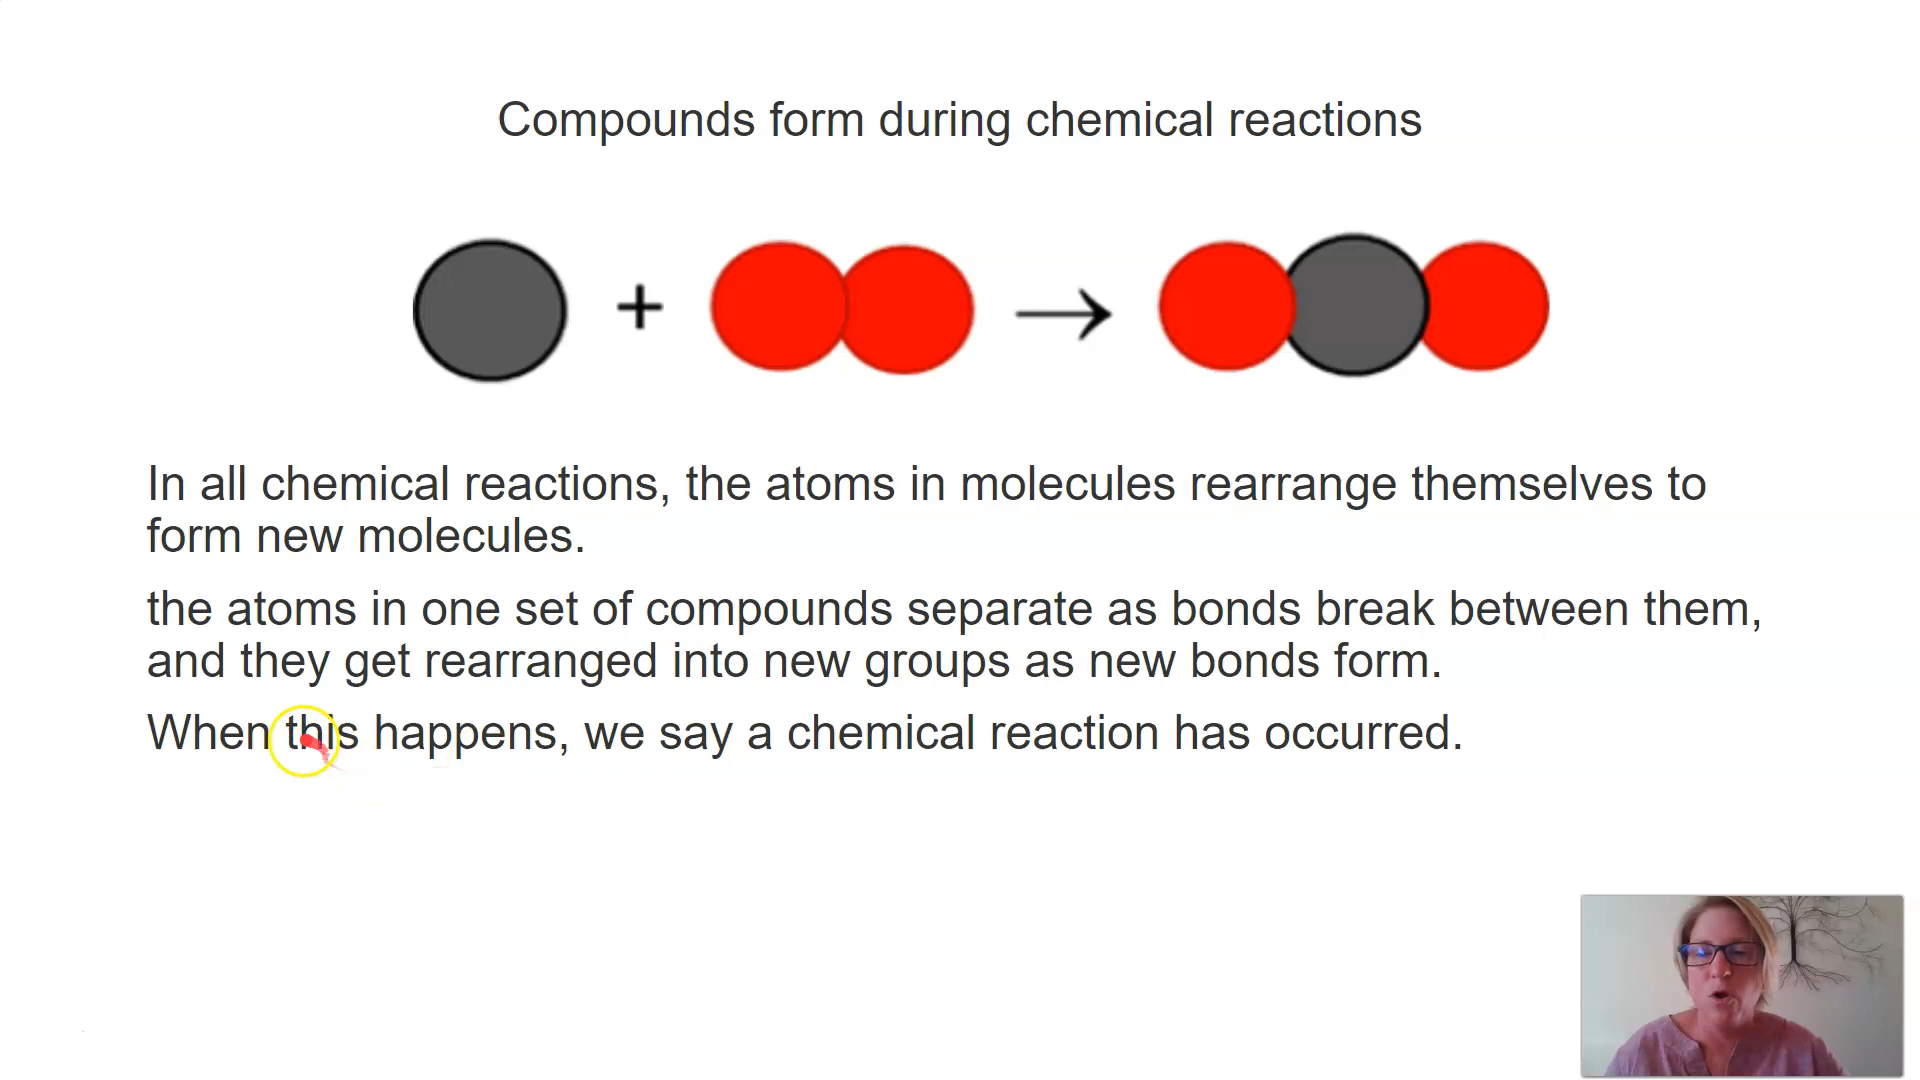 Compounds form during chemical reactions
+
In all chemical reactions, the atoms in molecules rearrange themselves to
form new molecules.
the atoms in one set of compounds separate as bonds break between them,
and they get rearranged into new groups as new bonds form.
When this happens, we say a chemical reaction has occurred.